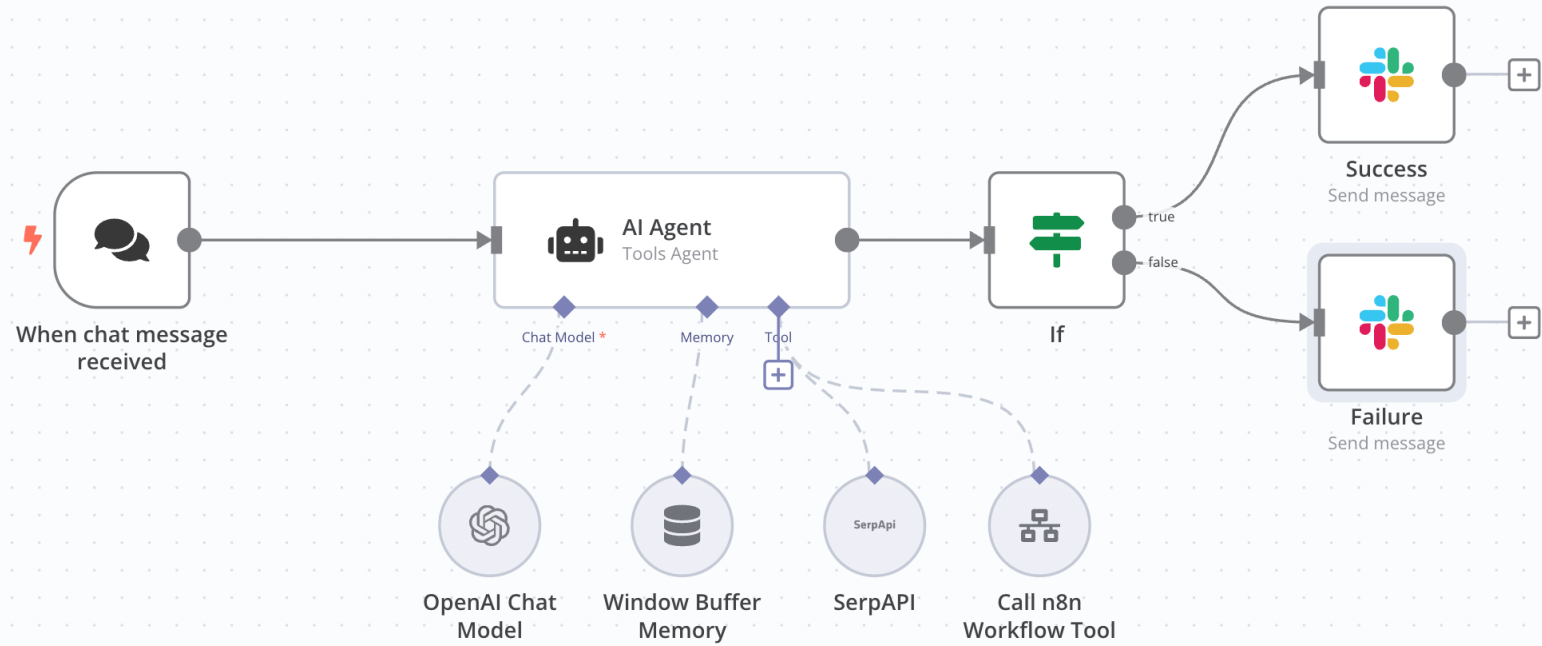 Success
Send message
true
false
AI Agent
Tools Agent
When chat message
received
Chat Model *
Memory
Tool
If
Failure
Send message
SerpApi
OpenAI Chat
Model
Window Buffer
Memory
SerpAPI
Call n8n
Workflow Tool